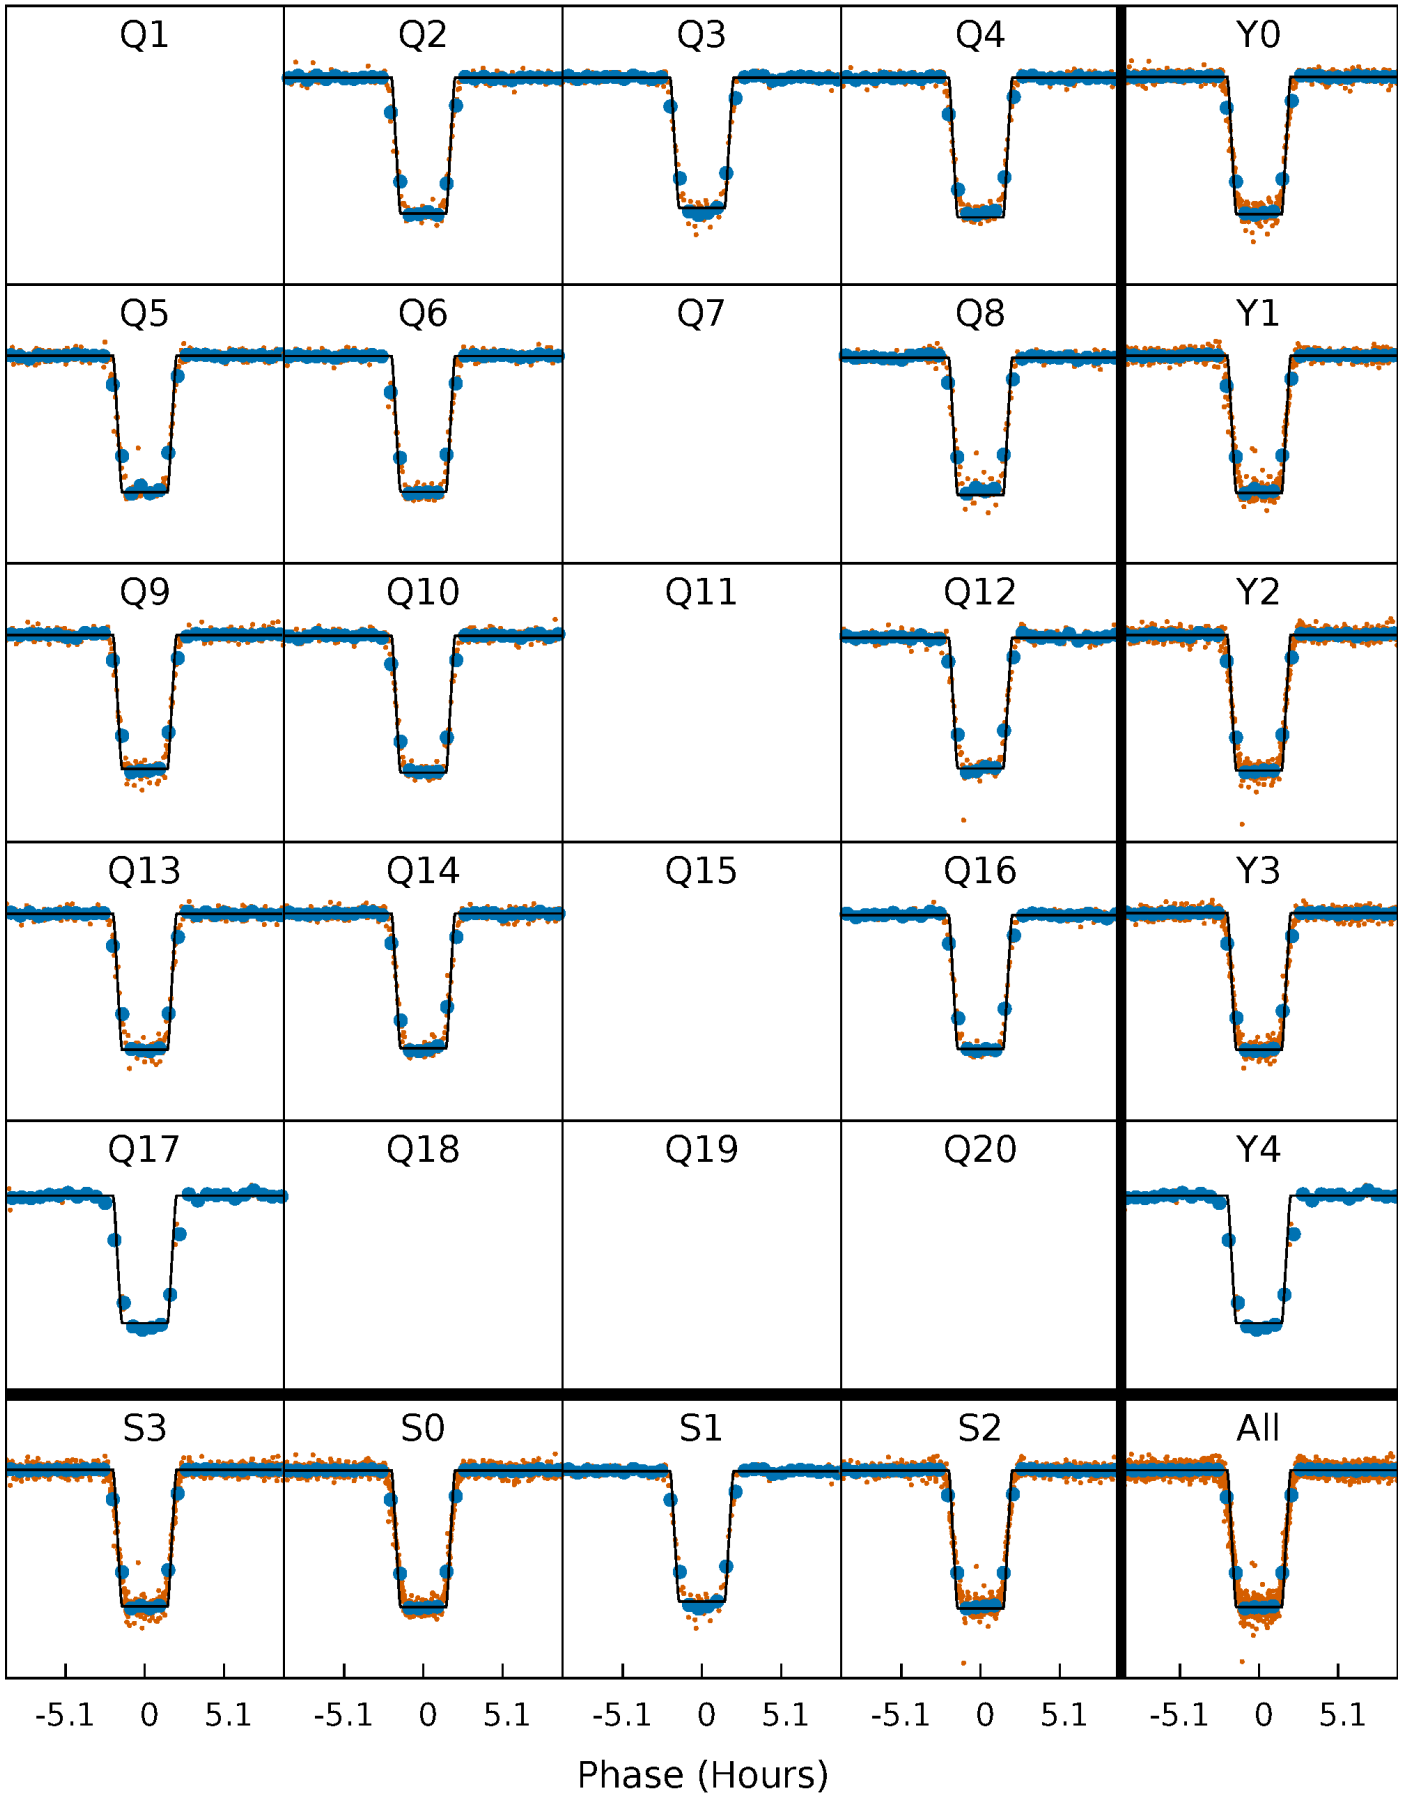 Q1 Q2 Q3 Q4 Y0
Q5 Q6 Q7 Q8 Y1
Q9 Q10 Q11 Q12 Y2
Q13 Q14 Q15 Q16 Y3
Q17 Q18 Q19 Q20 Y4
S3 S0 S1 S2 All
-5.1 0 5.1 -5.1 0 5.1 -5.1 0 5.1 -5.1 0 5.1 -5.1 0 5.1
Phase (Hours)